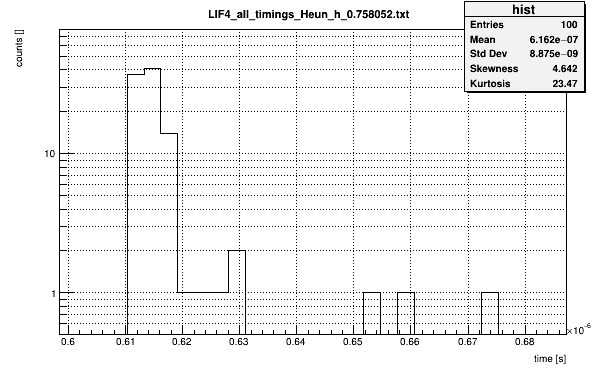 LIF4_all_timings_Heun_h_0.758052.txt
hist
Entries 100
Mean 6.162e−07
Std Dev 8.875e−09
Skewness 4.642
Kurtosis 23.47
counts []
10
1
0.6 0.61 0.62 0.63 0.64 0.65 0.66 0.67 0.68
×10⁻⁶
time [s]